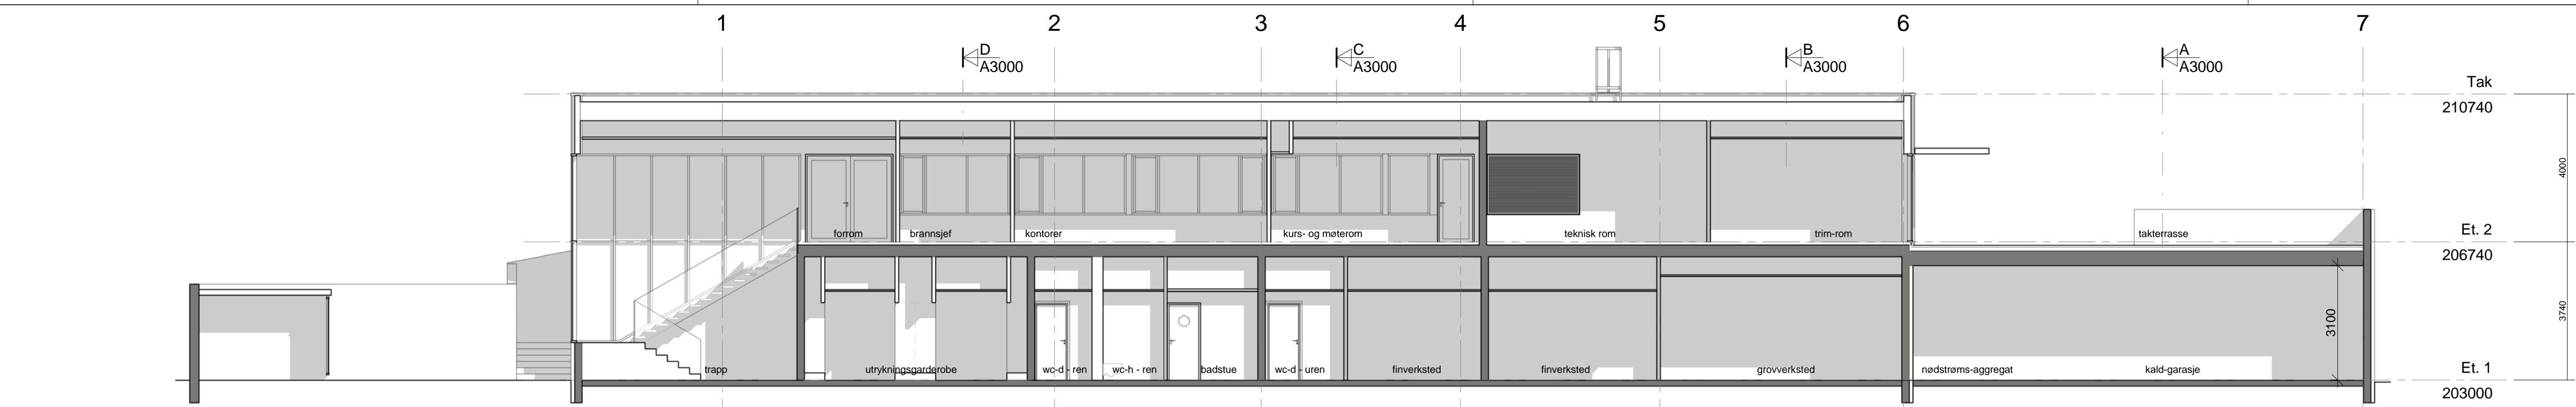 1 2 3 4 5 6 7
D C B A
A3000 A3000 A3000 A3000
Tak
210740
4000
forrom brannsjef kontorer kurs- og møterom teknisk rom trim-rom takterrasse
Et. 2
206740
3740
3100
trapp utrykningsgarderobe wc-d - ren wc-h - ren badstue wc-d - uren finverksted finverksted grovverksted nødstrøms-aggregat kald-garasje
Et. 1
203000